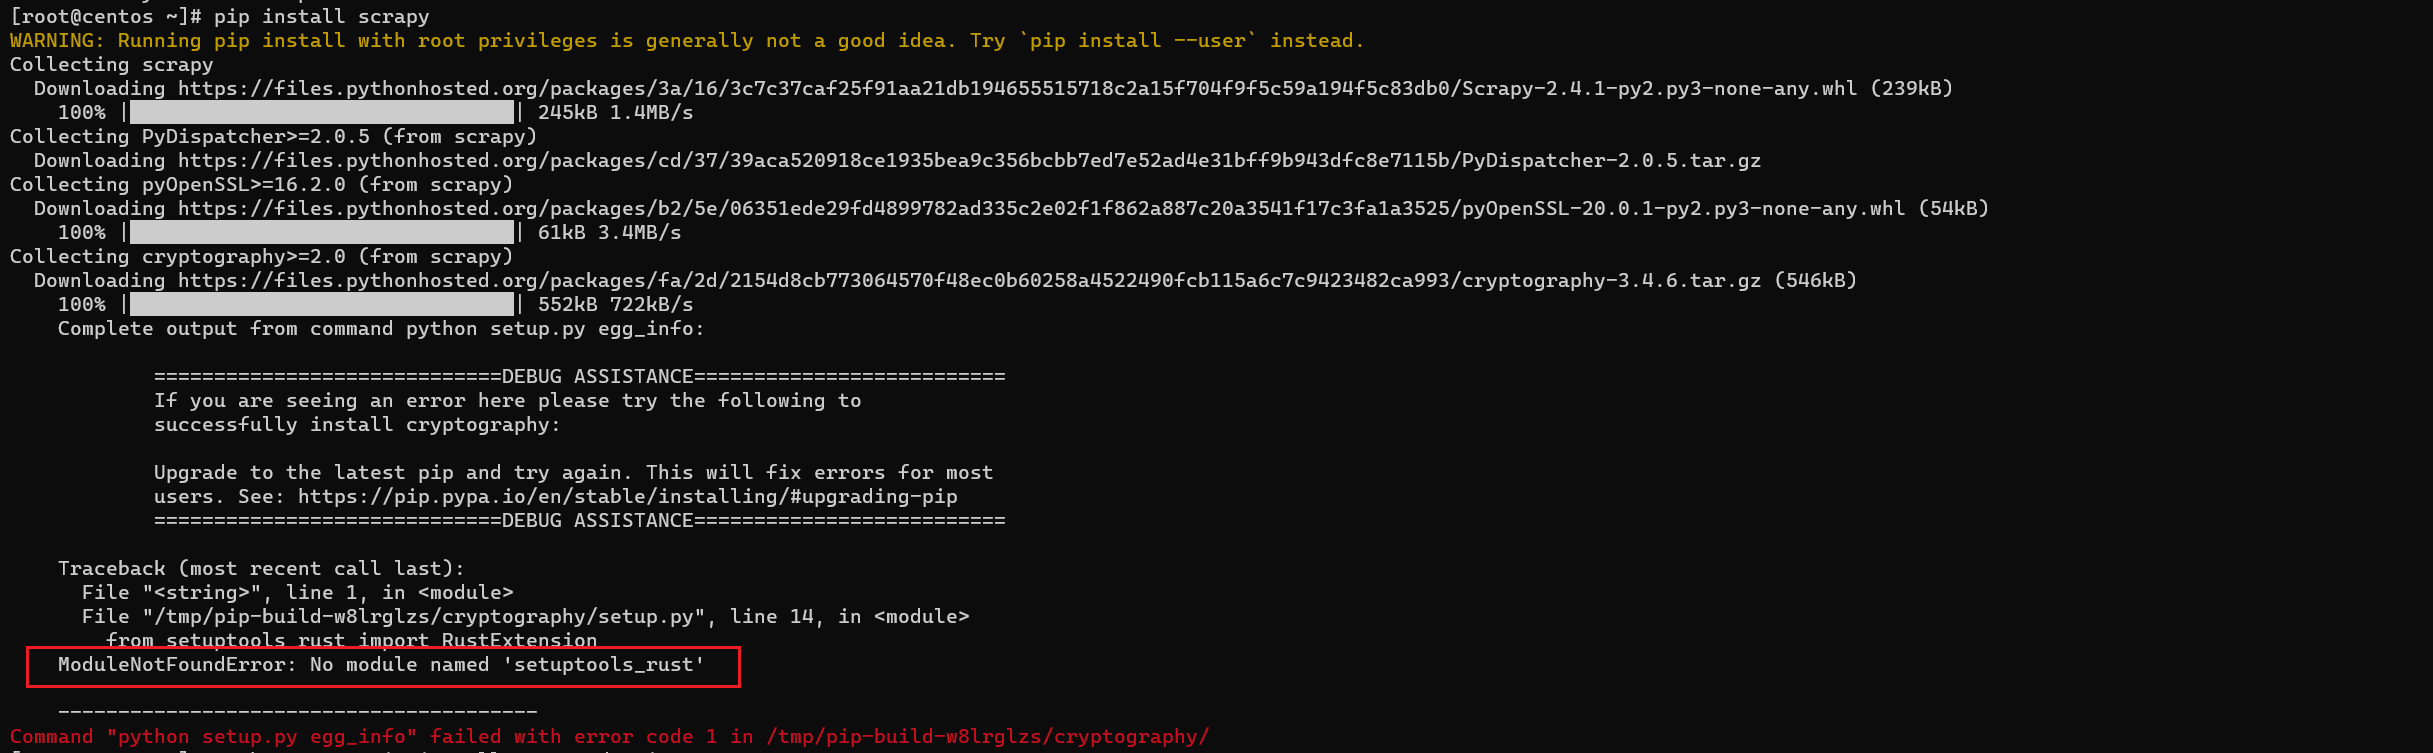 [root@centos ~]# pip install scrapy
WARNING: Running pip install with root privileges is generally not a good idea. Try `pip install --user` instead.
Collecting scrapy
  Downloading https://files.pythonhosted.org/packages/3a/16/3c7c37caf25f91aa21db194655515718c2a15f704f9f5c59a194f5c83db0/Scrapy-2.4.1-py2.py3-none-any.whl (239kB)
    100% |████████████████████████████████| 245kB 1.4MB/s
Collecting PyDispatcher>=2.0.5 (from scrapy)
  Downloading https://files.pythonhosted.org/packages/cd/37/39aca520918ce1935bea9c356bcbb7ed7e52ad4e31bff9b943dfc8e7115b/PyDispatcher-2.0.5.tar.gz
Collecting pyOpenSSL>=16.2.0 (from scrapy)
  Downloading https://files.pythonhosted.org/packages/b2/5e/06351ede29fd4899782ad335c2e02f1f862a887c20a3541f17c3fa1a3525/pyOpenSSL-20.0.1-py2.py3-none-any.whl (54kB)
    100% |████████████████████████████████| 61kB 3.4MB/s
Collecting cryptography>=2.0 (from scrapy)
  Downloading https://files.pythonhosted.org/packages/fa/2d/2154d8cb773064570f48ec0b60258a4522490fcb115a6c7c9423482ca993/cryptography-3.4.6.tar.gz (546kB)
    100% |████████████████████████████████| 552kB 722kB/s
    Complete output from command python setup.py egg_info:
            =============================DEBUG ASSISTANCE==========================
            If you are seeing an error here please try the following to
            successfully install cryptography:
            Upgrade to the latest pip and try again. This will fix errors for most
            users. See: https://pip.pypa.io/en/stable/installing/#upgrading-pip
            =============================DEBUG ASSISTANCE==========================
    Traceback (most recent call last):
      File "<string>", line 1, in <module>
      File "/tmp/pip-build-w8lrglzs/cryptography/setup.py", line 14, in <module>
        from setuptools_rust import RustExtension
    ModuleNotFoundError: No module named 'setuptools_rust'
    ----------------------------------------
Command "python setup.py egg_info" failed with error code 1 in /tmp/pip-build-w8lrglzs/cryptography/